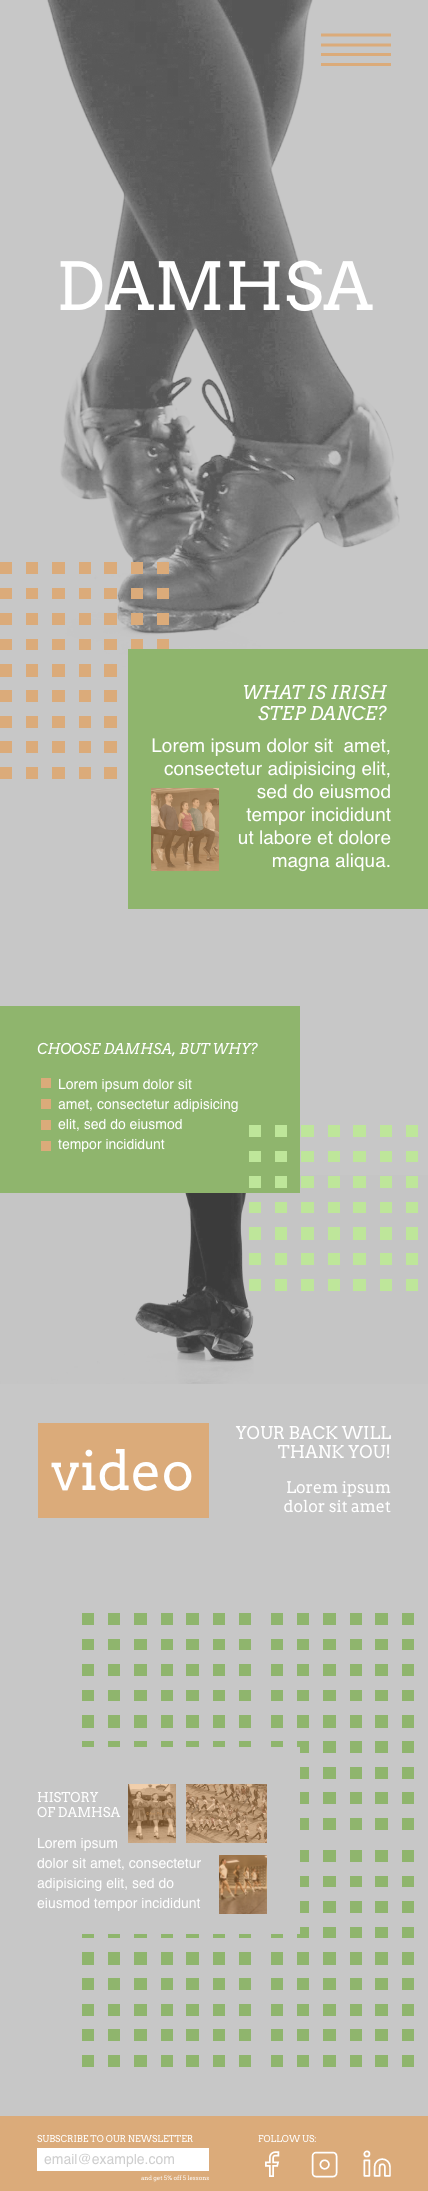 DAMHSA
WHAT IS IRISH
STEP DANCE?
Lorem ipsum dolor sit amet,
consectetur adipisicing elit,
sed do eiusmod
tempor incididunt
ut labore et dolore
magna aliqua.
CHOOSE DAMHSA, BUT WHY?
Lorem ipsum dolor sit
amet, consectetur adipisicing
elit, sed do eiusmod
tempor incididunt
video
YOUR BACK WILL
THANK YOU!
Lorem ipsum
dolor sit amet
HISTORY
OF DAMHSA
Lorem ipsum
dolor sit amet, consectetur
adipisicing elit, sed do
eiusmod tempor incididunt
SUBSCRIBE TO OUR NEWSLETTER
email@example.com
and get 5% off 5 lessons
FOLLOW US: